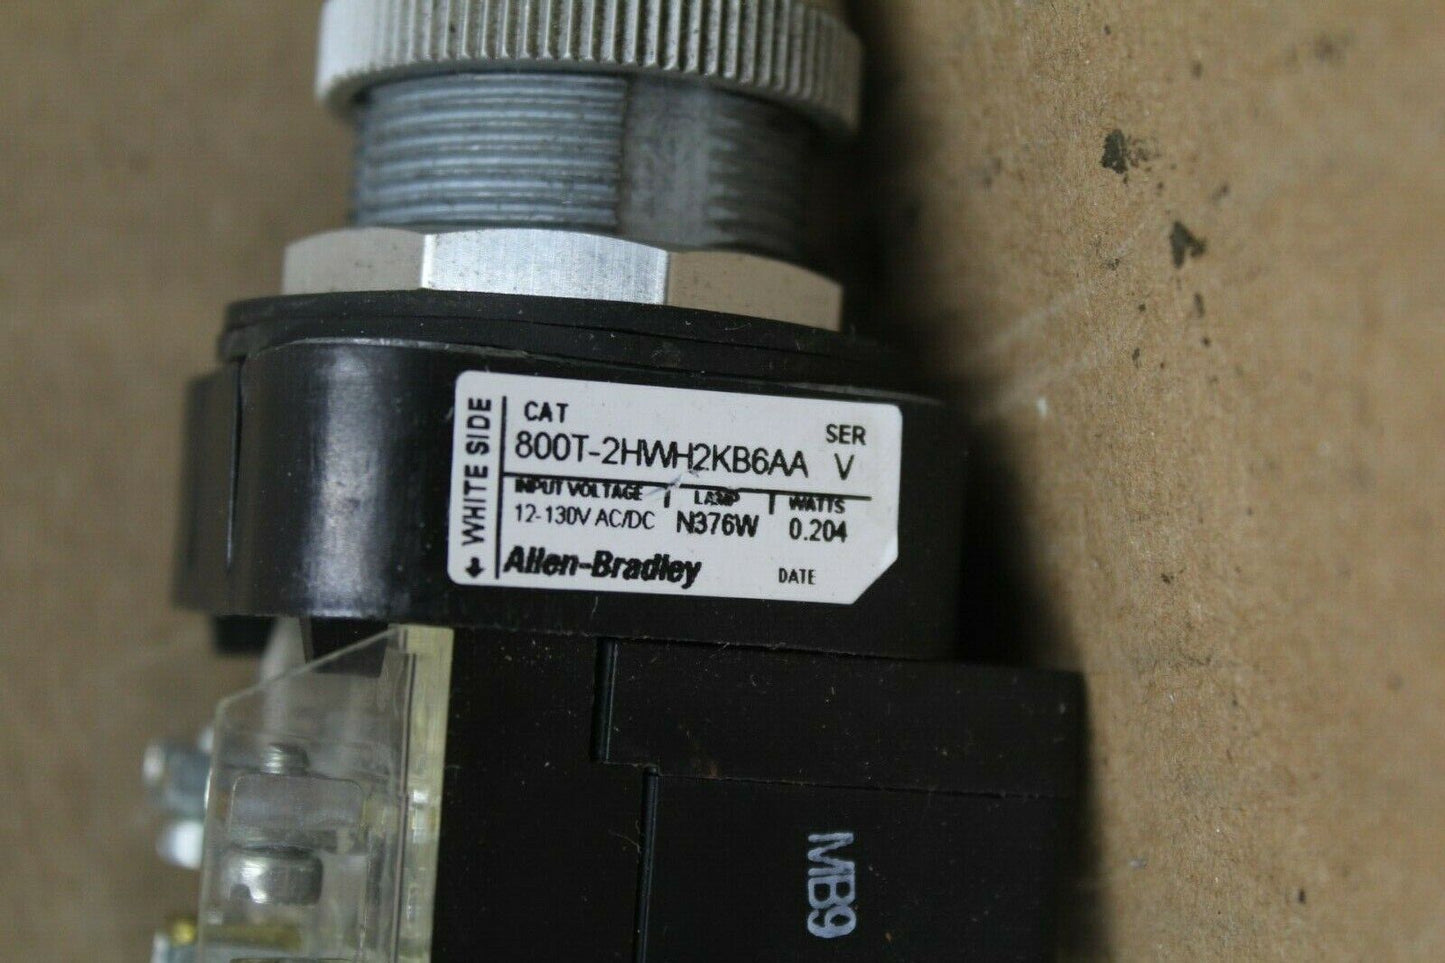 WHITE SIDE
CAT
SER
800T-2HWH2KB6AA V
INPUT VOLTAGE LAMP WATTS
12-130V AC/DC N376W 0.204
Allen-Bradley DATE
MB9